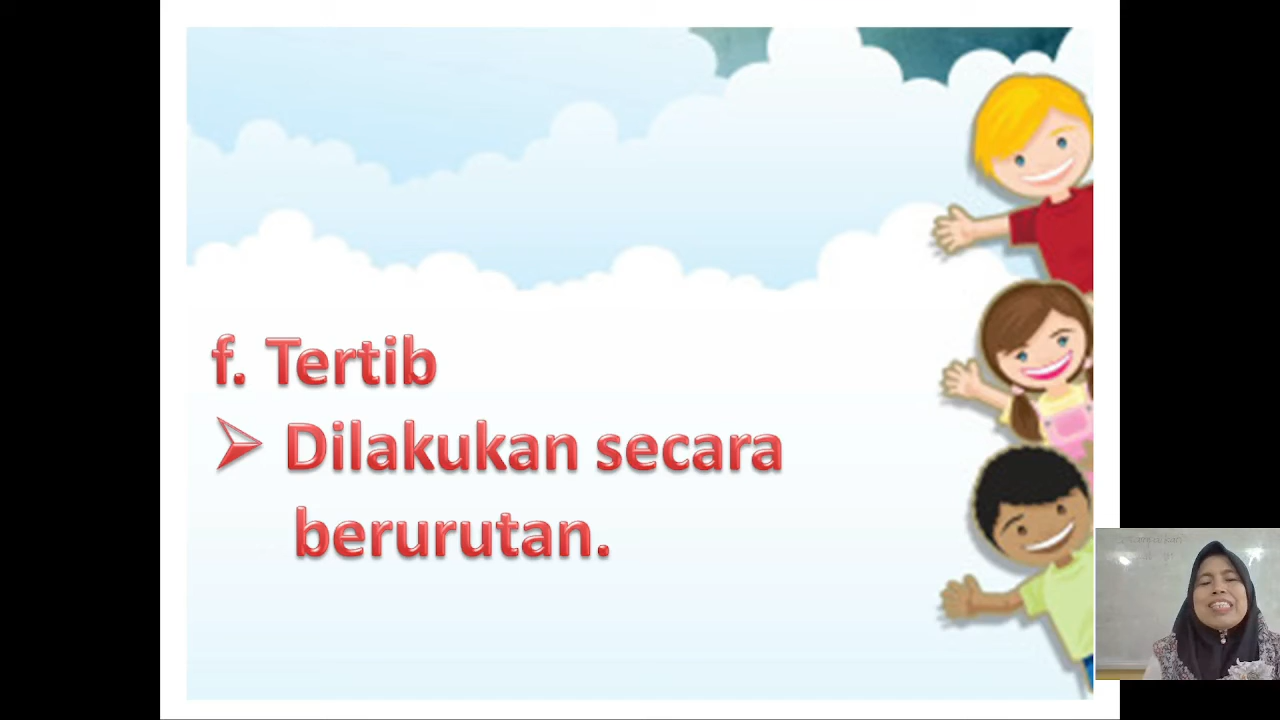 f. Tertib
➢ Dilakukan secara
berurutan.